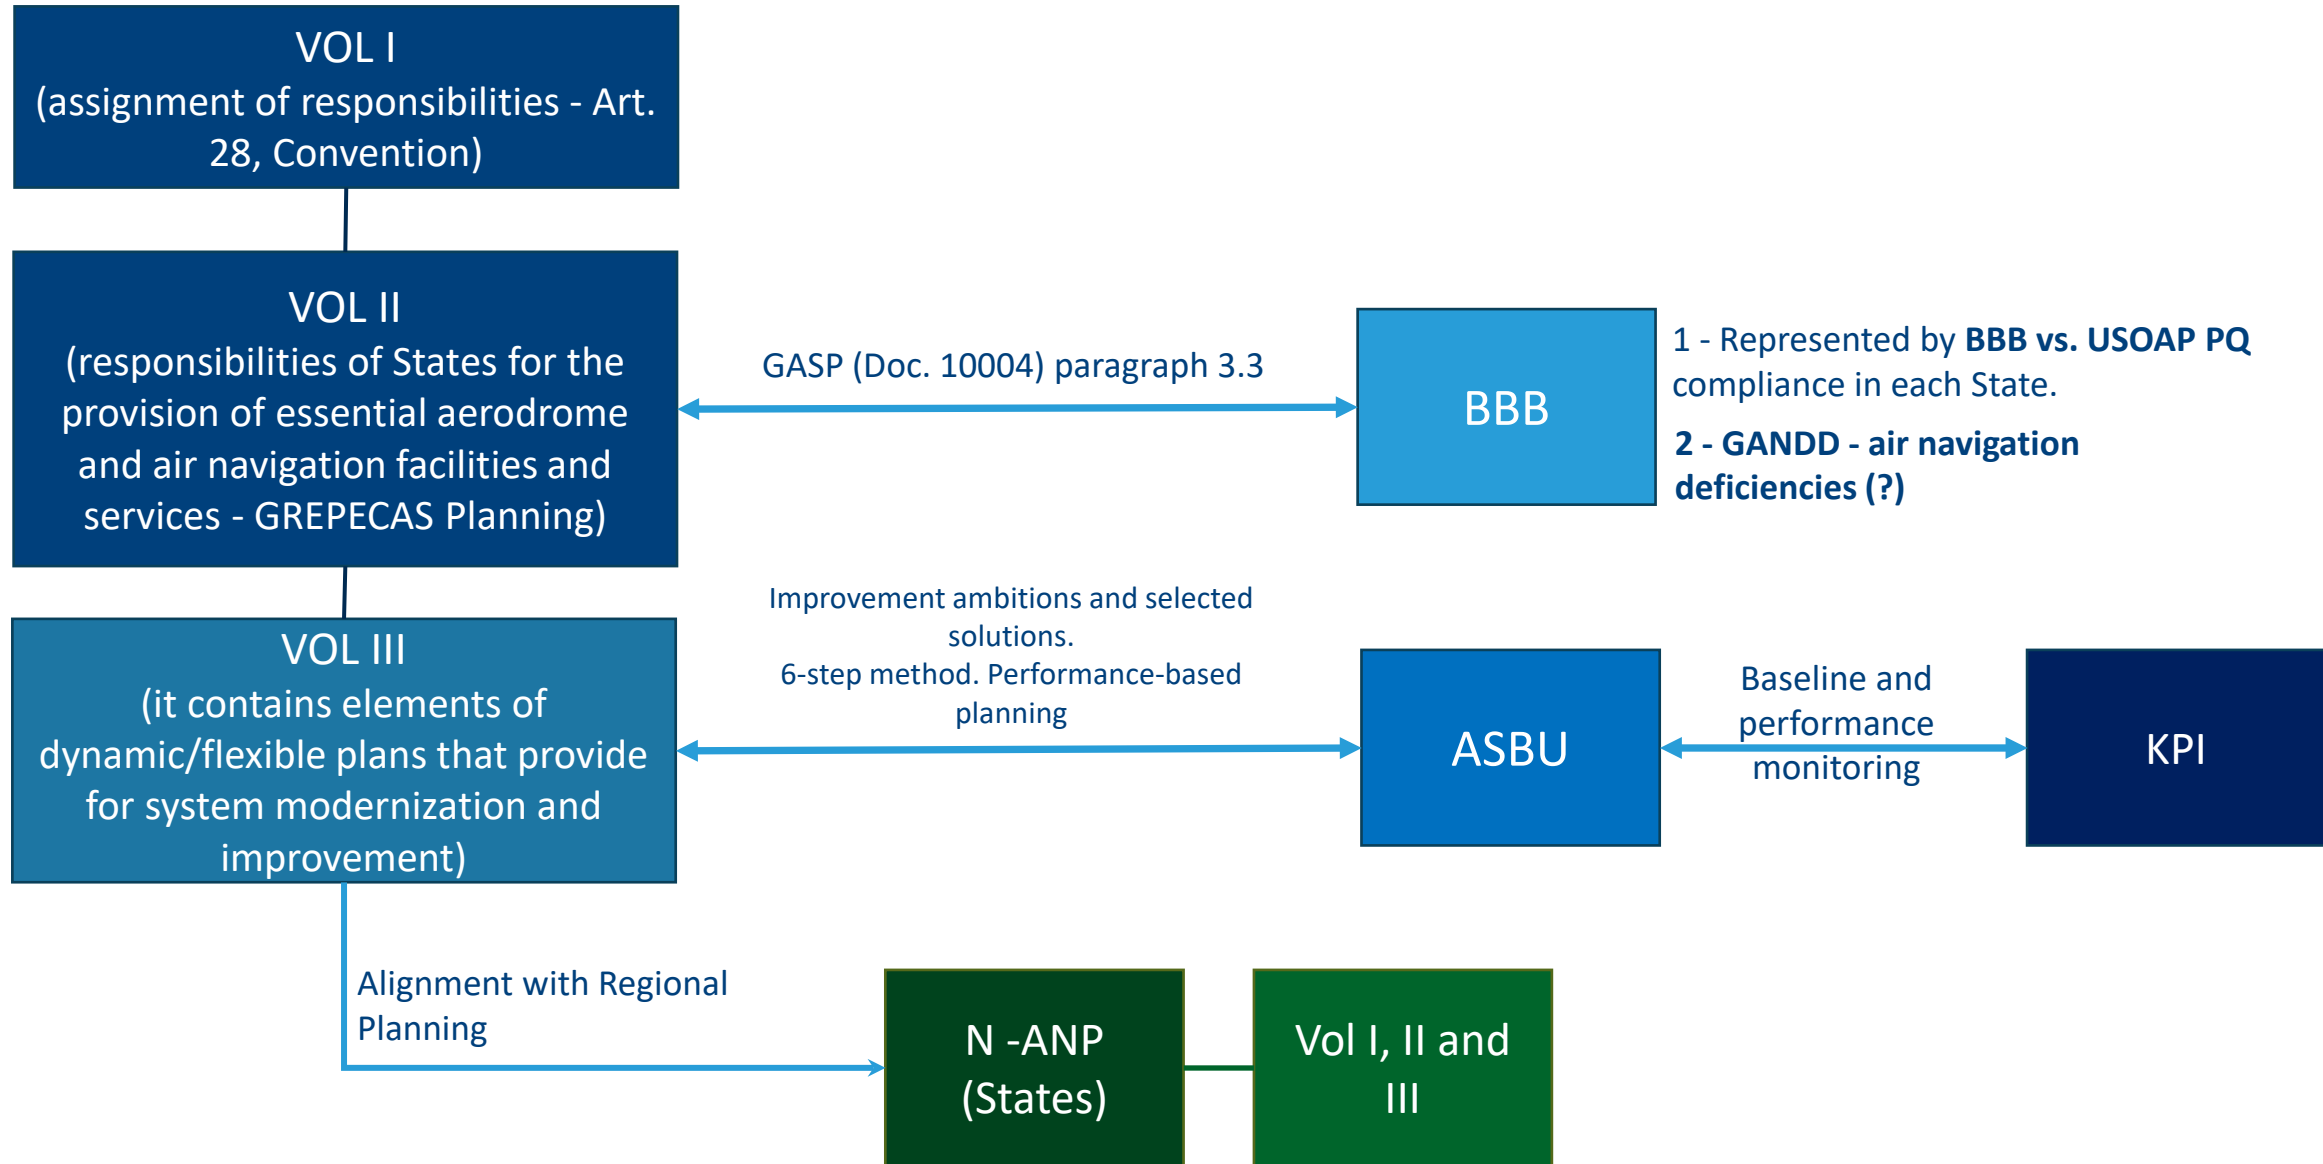 VOL I
(assignment of responsibilities - Art.
28, Convention)
VOL II
(responsibilities of States for the
provision of essential aerodrome
and air navigation facilities and
services - GREPECAS Planning)
GASP (Doc. 10004) paragraph 3.3
BBB
1 - Represented by BBB vs. USOAP PQ
compliance in each State.
2 - GANDD - air navigation
deficiencies (?)
VOL III
(it contains elements of
dynamic/flexible plans that provide
for system modernization and
improvement)
Improvement ambitions and selected
solutions.
6-step method. Performance-based
planning
ASBU
Baseline and
performance
monitoring
KPI
Alignment with Regional
Planning
N -ANP
(States)
Vol I, II and
III